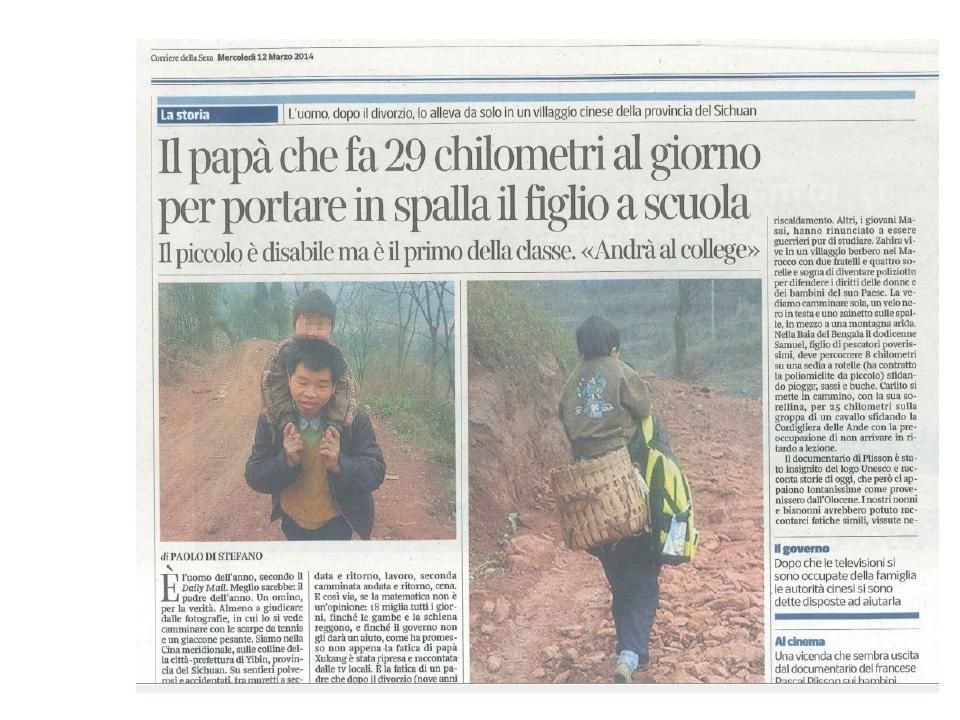 Corriere della Sera Mercoledì 12 Marzo 2014
La storia
L'uomo, dopo il divorzio, lo alleva da solo in un villaggio cinese della provincia del Sichuan
Il papà che fa 29 chilometri al giorno
per portare in spalla il figlio a scuola
Il piccolo è disabile ma è il primo della classe. «Andrà al college»
di PAOLO DI STEFANO
È l'uomo dell'anno, secondo il
Daily Mail. Meglio sarebbe: il
padre dell'anno. Un omino,
per la verità. Almeno a giudicare
dalle fotografie, in cui lo si vede
camminare con le scarpe da tennis
e un giaccone pesante. Siamo nella
Cina meridionale, sulle colline del-
la città-prefettura di Yibin, provin-
cia del Sichuan. Su sentieri polve-
rosi e accidentati, tra muretti a sec-
data e ritorno, lavoro, seconda
camminata andata e ritorno, cena.
E così via, se la matematica non è
un'opinione: 18 miglia tutti i gior-
ni, finché le gambe e la schiena
reggono, e finché il governo non
gli darà un aiuto, come ha promes-
so non appena la fatica di papà
Xukang è stata ripresa e raccontata
dalle tv locali. È la fatica di un pa-
dre che dopo il divorzio (nove anni
riscaldamento. Altri, i giovani Ma-
sai, hanno rinunciato a essere
guerrieri pur di studiare. Zahira vi-
ve in un villaggio berbero nel Ma-
rocco con due fratelli e quattro so-
relle e sogna di diventare poliziotto
per difendere i diritti delle donne e
dei bambini del suo Paese. La ve-
diamo camminare sola, un velo ne-
ro in testa e uno zainetto sulle spal-
le, in mezzo a una montagna arida.
Nella Baia del Bengala il dodicenne
Samuel, figlio di pescatori poveris-
simi, deve percorrere 8 chilometri
su una sedia a rotelle (ha contratto
la poliomielite da piccolo) sfidan-
do piogge, sassi e buche. Carlito si
mette in cammino, con la sua so-
rellina, per 25 chilometri sulla
groppa di un cavallo sfidando la
Cordigliera delle Ande con la pre-
occupazione di non arrivare in ri-
tardo a lezione.
Il documentario di Plisson è sta-
to insignito del logo Unesco e rac-
conta storie di oggi, che però ci ap-
paiono lontanissime come prove-
nissero dall'Olocene. I nostri nonni
e bisnonni avrebbero potuto rac-
contarci fatiche simili, vissute ne-
Il governo
Dopo che le televisioni si
sono occupate della famiglia
le autorità cinesi si sono
dette disposte ad aiutarla
Al cinema
Una vicenda che sembra uscita
dal documentario del francese
Pascal Plisson sui bambini